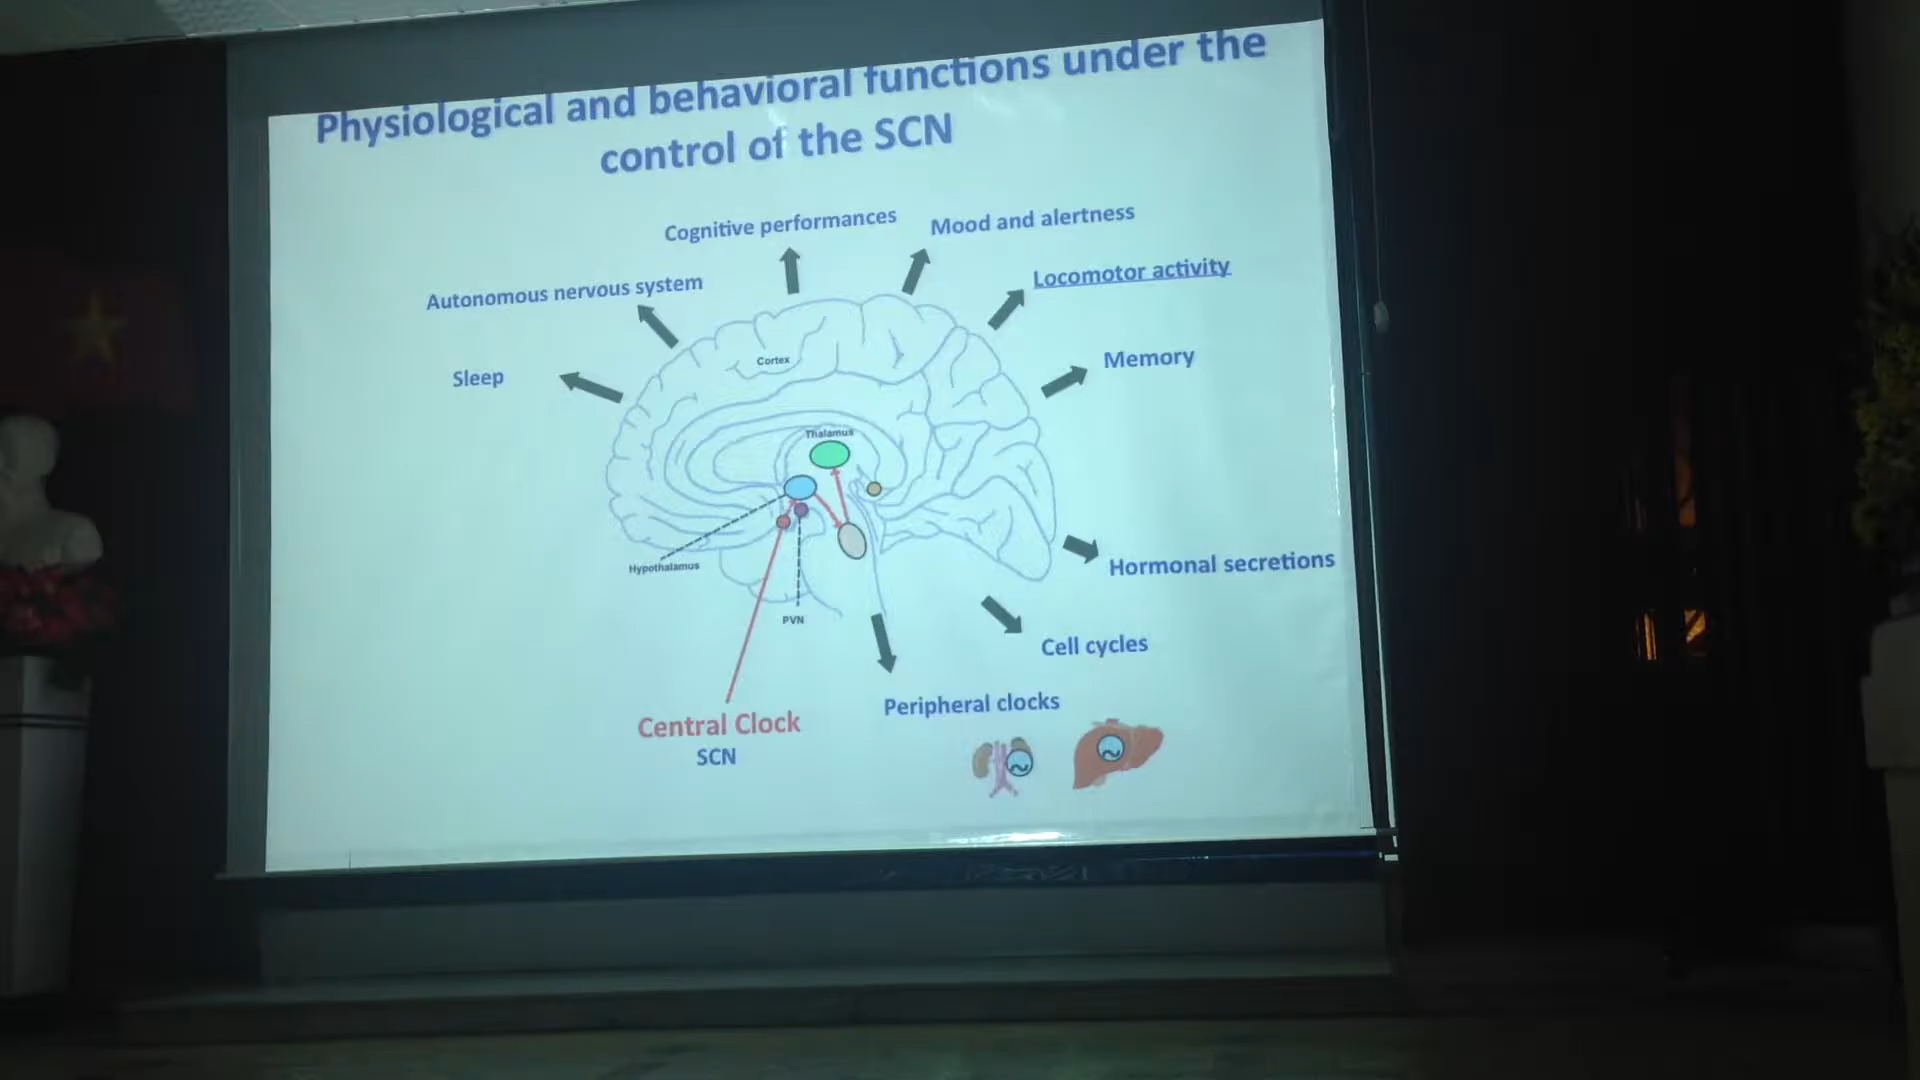 Physiological and behavioral functions under the
control of the SCN
Cognitive performances
Mood and alertness
Autonomous nervous system
Locomotor activity
Sleep
Cortex
Memory
Thalamus
Hypothalamus
PVN
Hormonal secretions
Cell cycles
Peripheral clocks
Central Clock
SCN